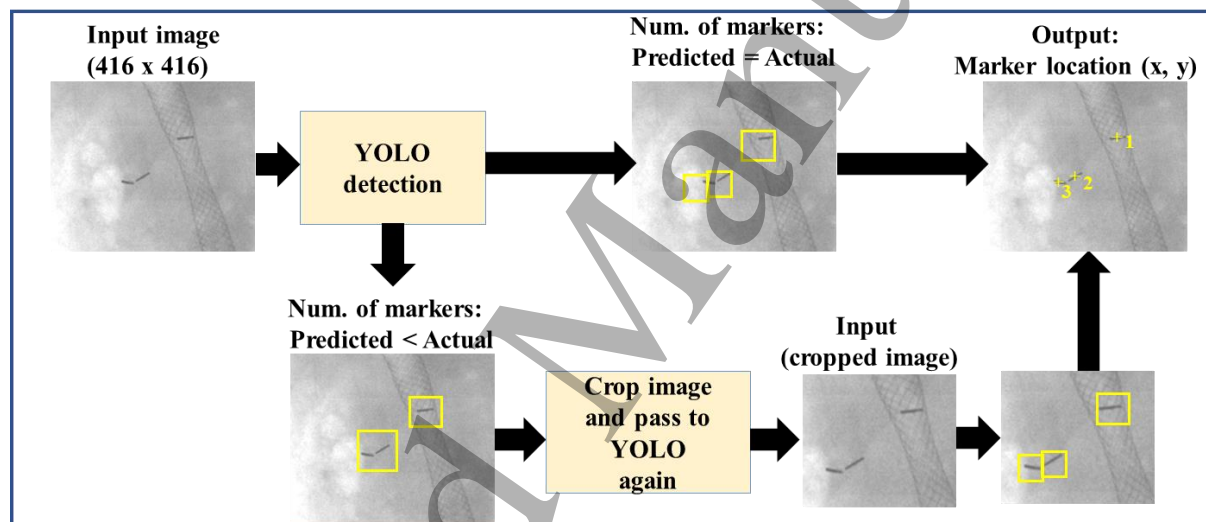 Input image
(416 x 416)
YOLO
detection
Num. of markers:
Predicted = Actual
Output:
Marker location (x, y)
+1
+2
+3
Num. of markers:
Predicted < Actual
Crop image
and pass to
YOLO
again
Input
(cropped image)
d Manu